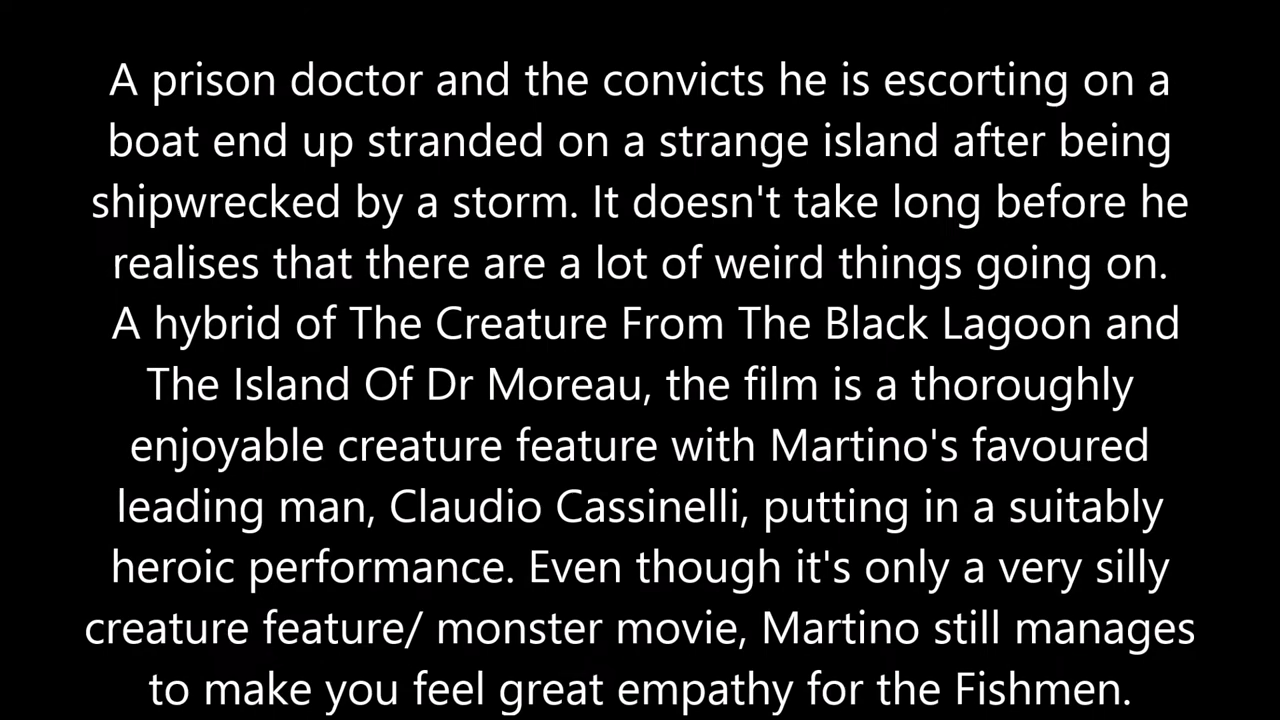 A prison doctor and the convicts he is escorting on a
boat end up stranded on a strange island after being
shipwrecked by a storm. It doesn't take long before he
realises that there are a lot of weird things going on.
A hybrid of The Creature From The Black Lagoon and
The Island Of Dr Moreau, the film is a thoroughly
enjoyable creature feature with Martino's favoured
leading man, Claudio Cassinelli, putting in a suitably
heroic performance. Even though it's only a very silly
creature feature/ monster movie, Martino still manages
to make you feel great empathy for the Fishmen.